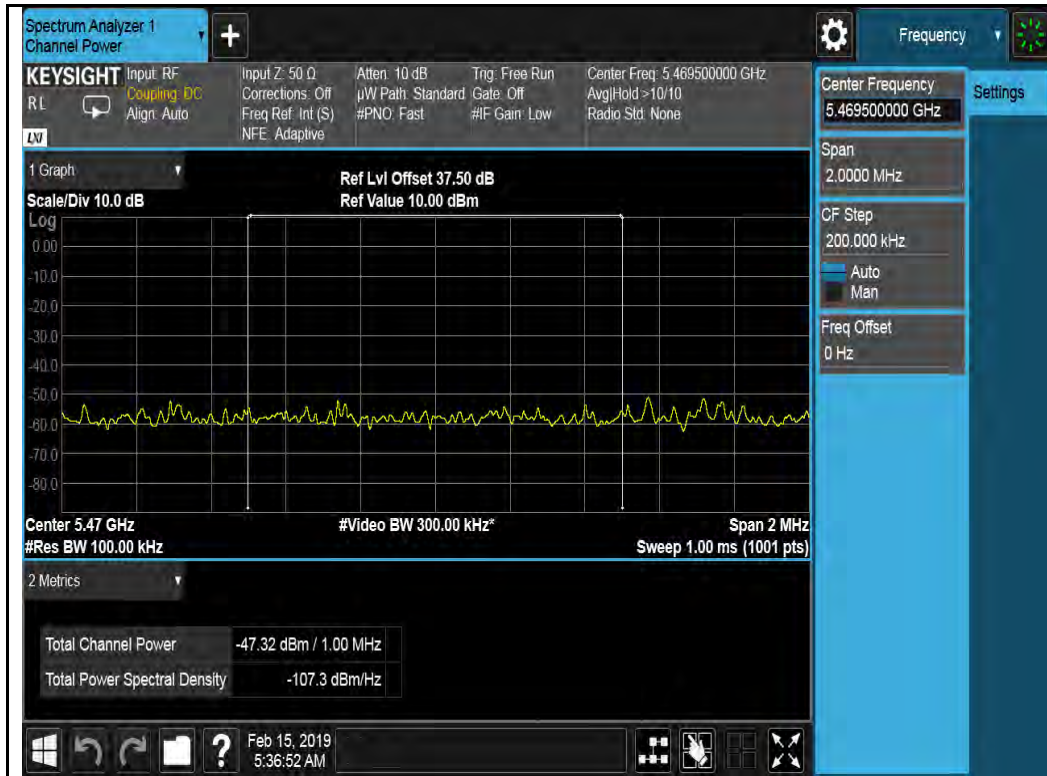 Spectrum Analyzer 1
Channel Power
+
Frequency
KEYSIGHT
RL
LXI
Input: RF
Coupling: DC
Align: Auto
Input Z: 50 Ω
Corrections: Off
Freq Ref: Int (S)
NFE: Adaptive
Atten: 10 dB
µW Path: Standard
#PNO: Fast
Trig: Free Run
Gate: Off
#IF Gain: Low
Center Freq: 5.469500000 GHz
Avg|Hold >10/10
Radio Std: None
Center Frequency
5.469500000 GHz
Settings
Span
2.0000 MHz
CF Step
200.000 kHz
Auto
Man
Freq Offset
0 Hz
1 Graph
Scale/Div 10.0 dB
Ref Lvl Offset 37.50 dB
Ref Value 10.00 dBm
Log
0.00
-10.0
-20.0
-30.0
-40.0
-50.0
-60.0
-70.0
-80.0
Center 5.47 GHz
#Res BW 100.00 kHz
#Video BW 300.00 kHz*
Span 2 MHz
Sweep 1.00 ms (1001 pts)
2 Metrics
Total Channel Power -47.32 dBm / 1.00 MHz
Total Power Spectral Density -107.3 dBm/Hz
?
Feb 15, 2019
5:36:52 AM